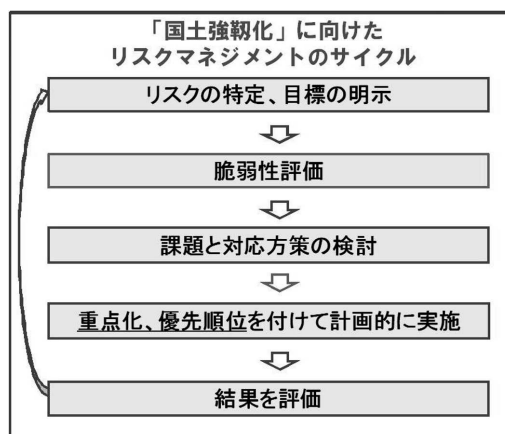 「国土強靱化」に向けた
リスクマネジメントのサイクル
リスクの特定、目標の明示
脆弱性評価
課題と対応方策の検討
重点化、優先順位を付けて計画的に実施
結果を評価